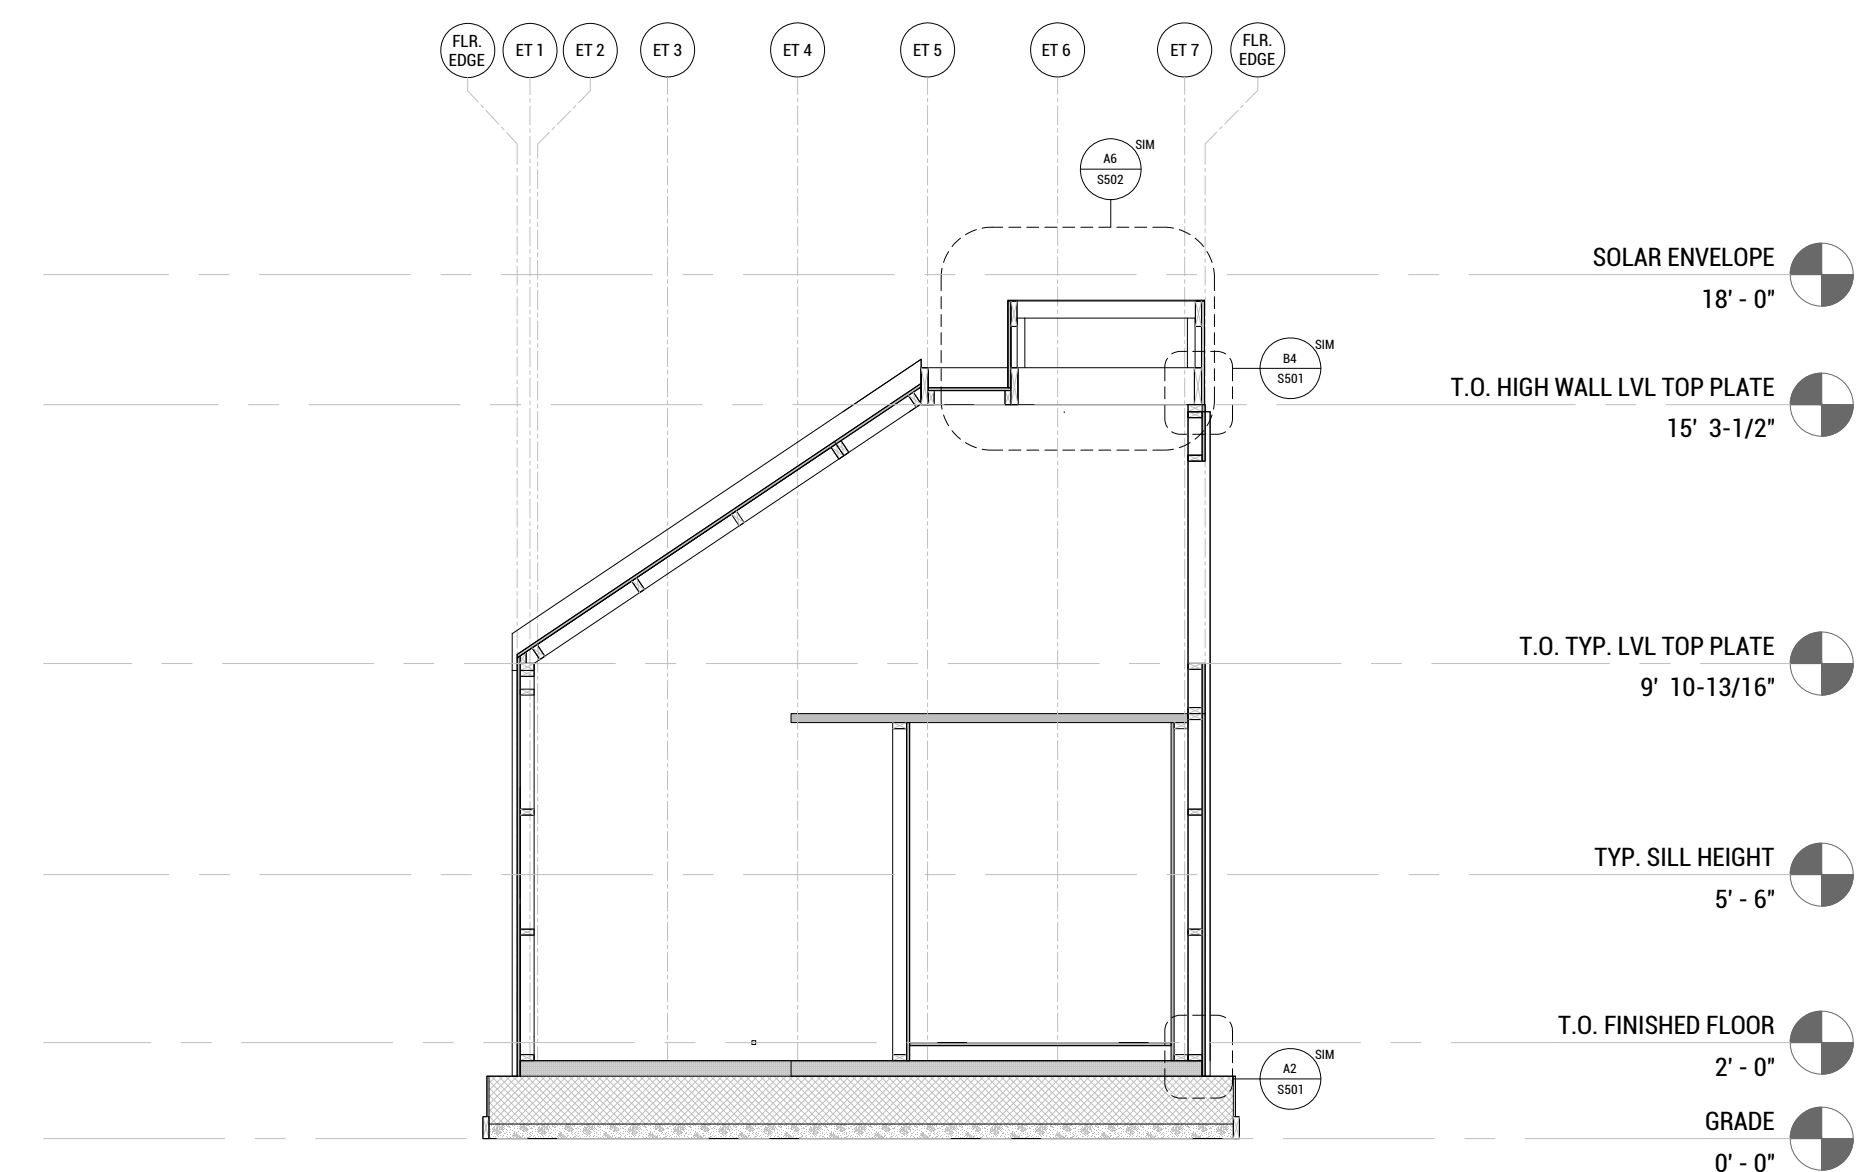 FLR.
EDGE
ET 1
ET 2
ET 3
ET 4
ET 5
ET 6
ET 7
FLR.
EDGE
SIM
A6
S502
SOLAR ENVELOPE
18' - 0"
SIM
B4
S501
T.O. HIGH WALL LVL TOP PLATE
15' 3-1/2"
T.O. TYP. LVL TOP PLATE
9' 10-13/16"
TYP. SILL HEIGHT
5' - 6"
T.O. FINISHED FLOOR
2' - 0"
SIM
A2
S501
GRADE
0' - 0"